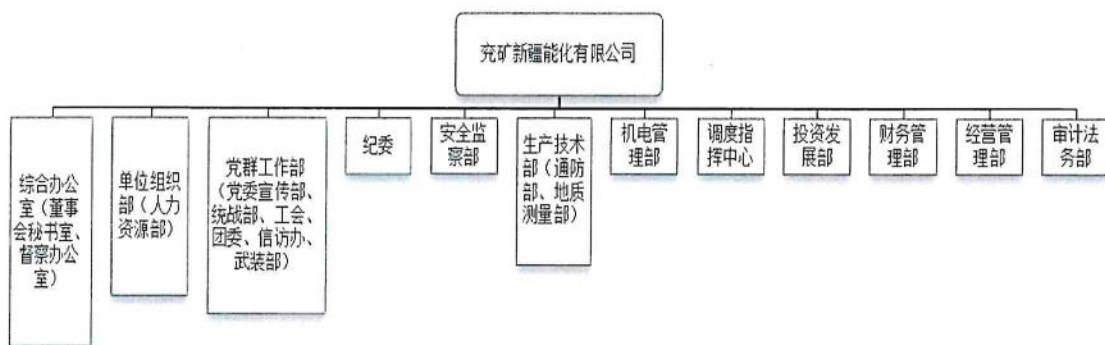 兖矿新疆能化有限公司
综合办公
室（董事
会秘书室、
督察办公
室）
单位组织
部（人力
资源部）
党群工作部
（党委宣传部、
统战部、工会、
团委、信访办、
武装部）
纪委
安全监
察部
生产技术
部（通防
部、地质
测量部）
机电管
理部
调度指
挥中心
投资发
展部
财务管
理部
经营管
理部
审计法
务部